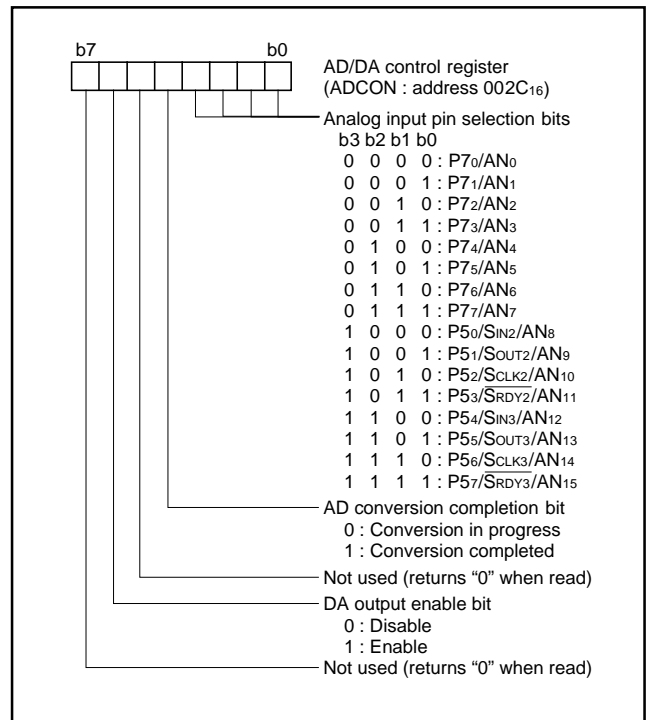 b7 b0
AD/DA control register
(ADCON : address 002C16)
Analog input pin selection bits
b3 b2 b1 b0
0 0 0 0 : P70/AN0
0 0 0 1 : P71/AN1
0 0 1 0 : P72/AN2
0 0 1 1 : P73/AN3
0 1 0 0 : P74/AN4
0 1 0 1 : P75/AN5
0 1 1 0 : P76/AN6
0 1 1 1 : P77/AN7
1 0 0 0 : P50/SIN2/AN8
1 0 0 1 : P51/SOUT2/AN9
1 0 1 0 : P52/SCLK2/AN10
1 0 1 1 : P53/SRDY2/AN11
1 1 0 0 : P54/SIN3/AN12
1 1 0 1 : P55/SOUT3/AN13
1 1 1 0 : P56/SCLK3/AN14
1 1 1 1 : P57/SRDY3/AN15
AD conversion completion bit
0 : Conversion in progress
1 : Conversion completed
Not used (returns “0” when read)
DA output enable bit
0 : Disable
1 : Enable
Not used (returns “0” when read)